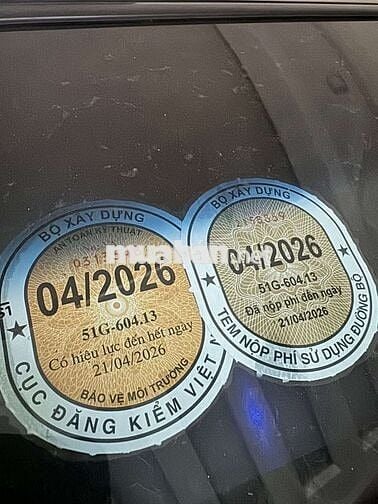 BỘ XÂY DỰNG
AN TOÀN KỸ THUẬT
04/2026
51G-604.13
Có hiệu lực đến hết ngày
21/04/2026
BẢO VỆ MÔI TRƯỜNG
CỤC ĐĂNG KIỂM VIỆT N
BỘ XÂY DỰNG
04/2026
51G-604.13
Đã nộp phí đến ngày
21/04/2026
TEM NỘP PHÍ SỬ DỤNG ĐƯỜNG BỘ